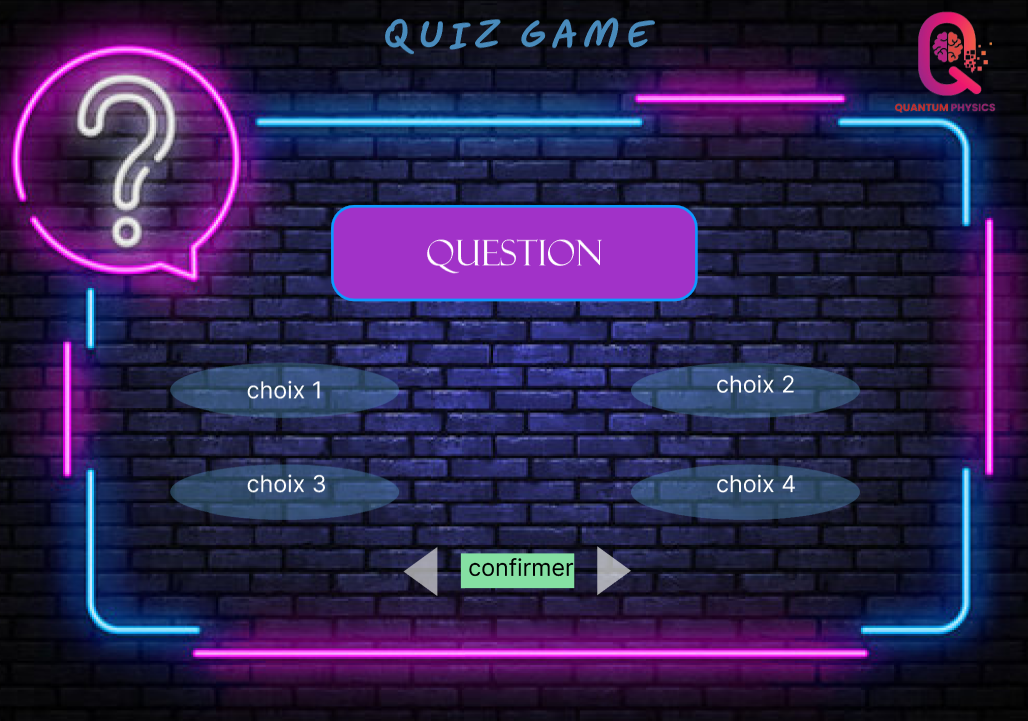 QUIZ GAME
QUANTUM PHYSICS
QUESTION
choix 1
choix 2
choix 3
choix 4
confirmer